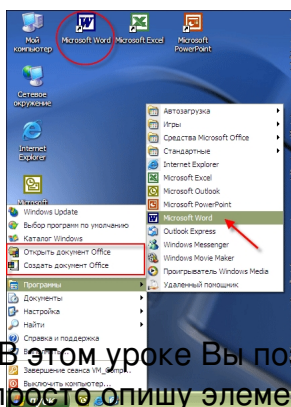 Мой компьютер
Microsoft Word
Microsoft Excel
Microsoft PowerPoint
Сетевое окружение
Internet Explorer
Microsoft
Windows Update
Выбор программ по умолчанию
Каталог Windows
Открыть документ Office
Создать документ Office
Программы
Документы
Настройка
Найти
Справка и поддержка
Завершение сеанса
Выключить компьютер...
Автозагрузка
Игры
Средства Microsoft Office
Стандартные
Internet Explorer
Microsoft Excel
Microsoft Outlook
Microsoft PowerPoint
Microsoft Word
Outlook Express
Windows Messenger
Windows Movie Maker
Проигрыватель Windows Media
Удаленный помощник
В этом уроке Вы поз
просто опишу элеме